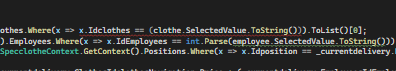 othes.Where(x => x.Idclothes == (clothe.SelectedValue.ToString())).ToList()[0];
).Employees.Where(x => x.IdEmployees == int.Parse(employee.SelectedValue.ToString()))
SpecclotheContext.GetContext().Positions.Where(x => x.Idposition == _currentdelivery.